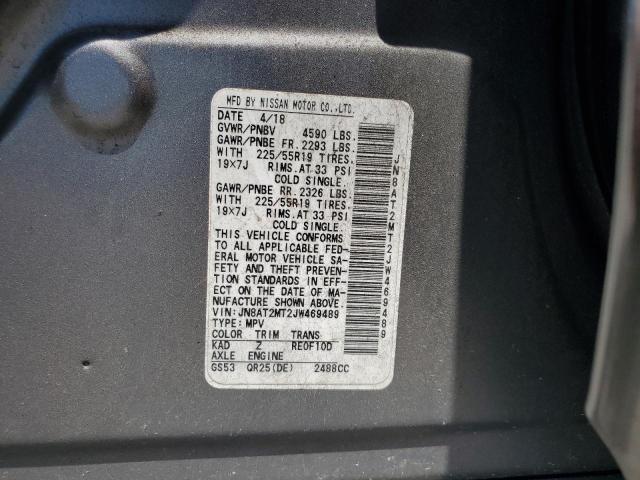 MFD BY NISSAN MOTOR CO.,LTD.
DATE 4/18
GVWR/PNBV 4590 LBS.
GAWR/PNBE FR. 2293 LBS.
WITH 225/55R19 TIRES,
19X7J RIMS.AT 33 PSI
COLD SINGLE.
GAWR/PNBE RR. 2326 LBS.
WITH 225/55R19 TIRES,
19X7J RIMS.AT 33 PSI
COLD SINGLE.
THIS VEHICLE CONFORMS
TO ALL APPLICABLE FED-
ERAL MOTOR VEHICLE SA-
FETY AND THEFT PREVEN-
TION STANDARDS IN EFF-
ECT ON THE DATE OF MA-
NUFACTURE SHOWN ABOVE.
VIN:JN8AT2MT2JW469489
TYPE:MPV
COLOR TRIM TRANS
KAD Z RE0F10D
AXLE ENGINE
GS53 QR25(DE) 2488CC
JN8AT2MT2JW469489